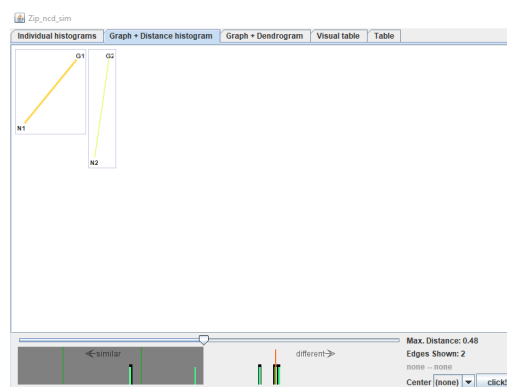 Zip_ncd_sim
Individual histograms Graph + Distance histogram Graph + Dendrogram Visual table Table
G1 G2
N1
N2
Max. Distance: 0.48
similar different Edges Shown: 2
none -- none
Center (none) click!